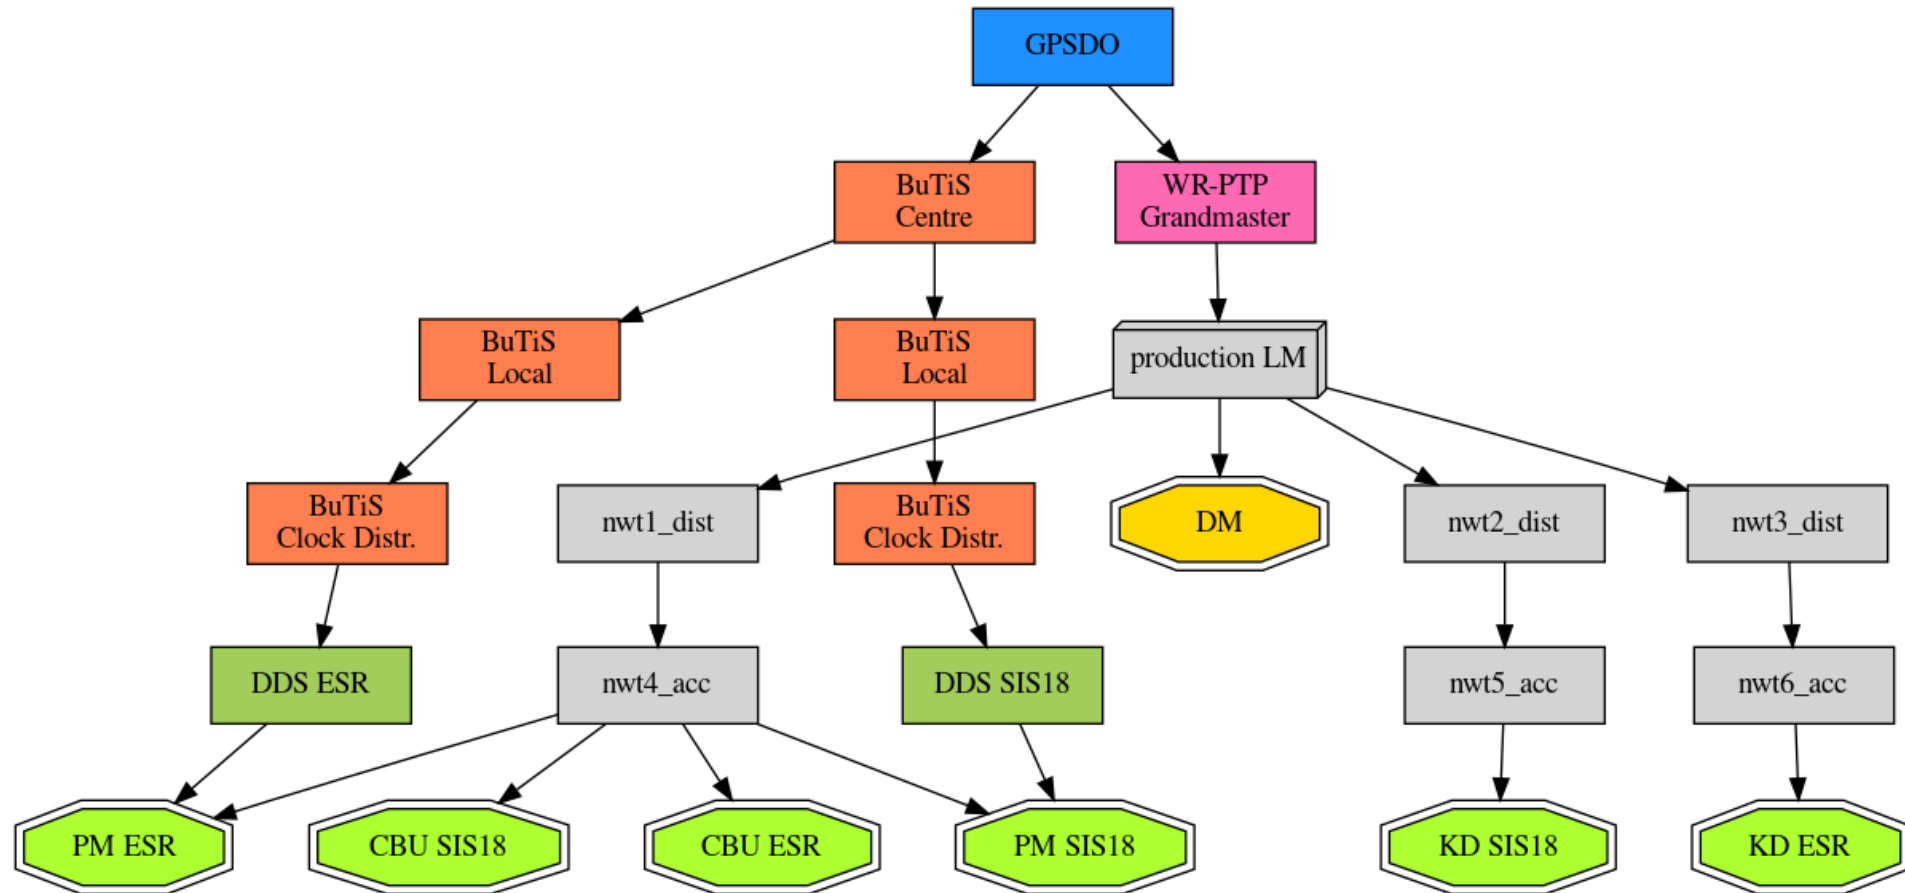 GPSDO
BuTiS
Centre
WR-PTP
Grandmaster
BuTiS
Local
BuTiS
Local
production LM
BuTiS
Clock Distr.
nwt1_dist
BuTiS
Clock Distr.
DM
nwt2_dist
nwt3_dist
DDS ESR
nwt4_acc
DDS SIS18
nwt5_acc
nwt6_acc
PM ESR
CBU SIS18
CBU ESR
PM SIS18
KD SIS18
KD ESR